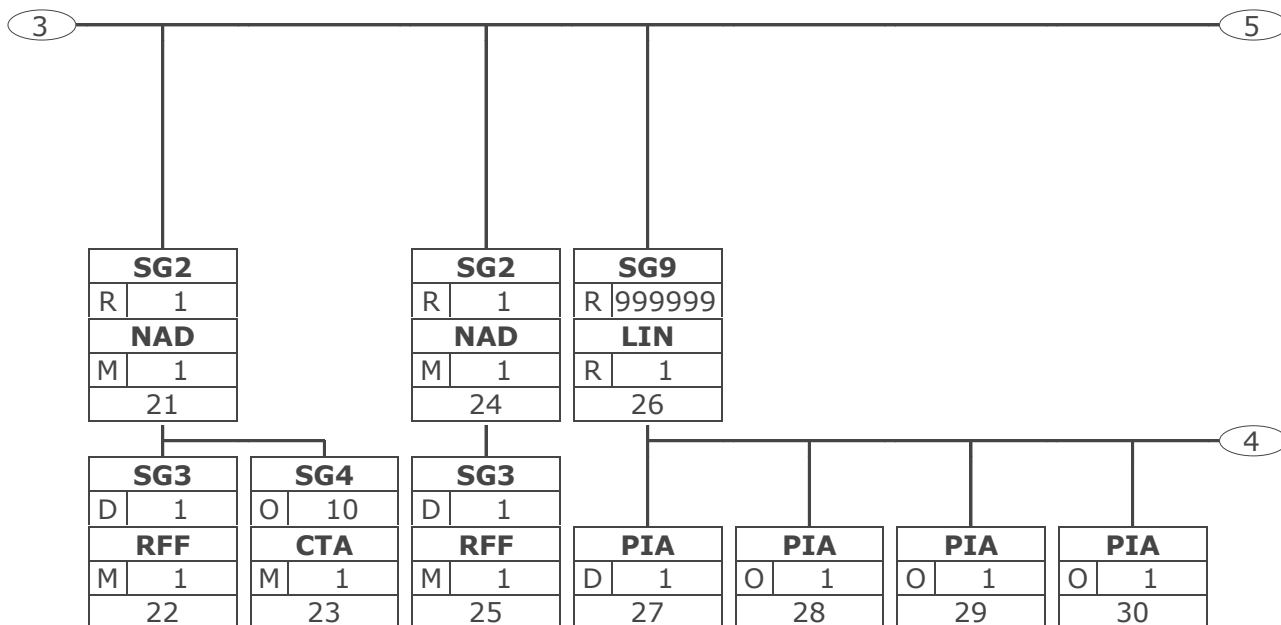 3 5
SG2 SG2 SG9
R 1 R 1 R 999999
NAD NAD LIN
M 1 M 1 R 1
21 24 26
4
SG3 SG4 SG3
D 1 O 10 D 1
RFF CTA RFF PIA PIA PIA PIA
M 1 M 1 M 1 D 1 O 1 O 1 O 1
22 23 25 27 28 29 30